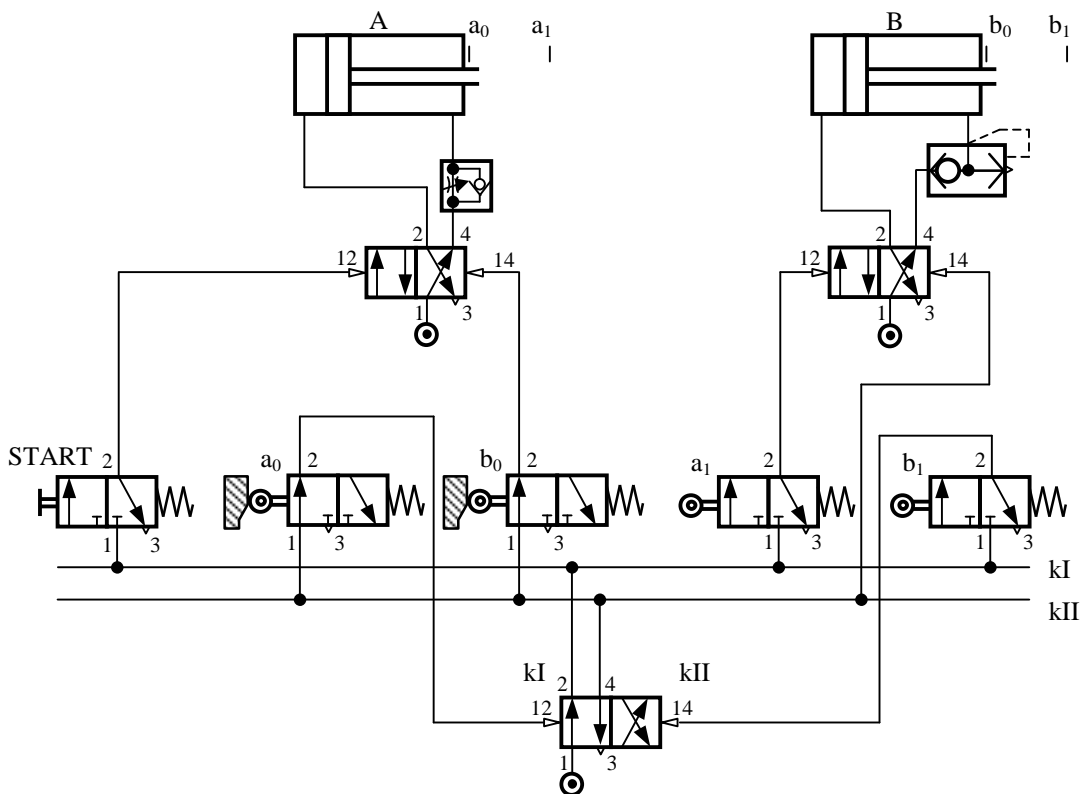 A a₀ a₁ B b₀ b₁
2 4 2 4
12 14 12 14
1 3 1 3
START 2 a₀ 2 b₀ 2 a₁ 2 b₁ 2
1 3 1 3 1 3 1 3 1 3
kI
kII
kI 2 4 kII
12 14
1 3